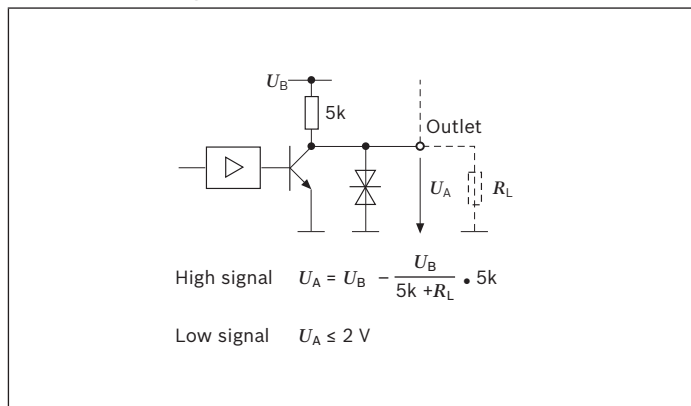 U_B
5k
Outlet
U_A R_L
High signal U_A = U_B – U_B / 5k +R_L • 5k
Low signal U_A ≤ 2 V